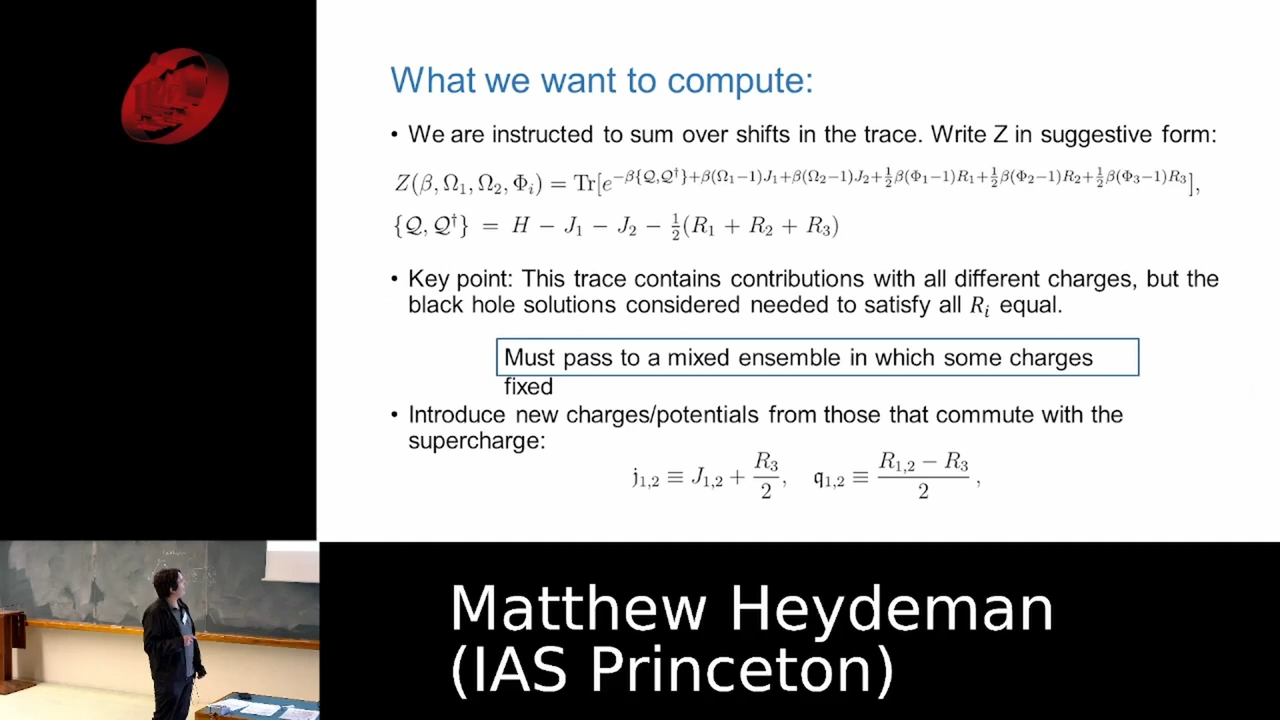 What we want to compute:
• We are instructed to sum over shifts in the trace. Write Z in suggestive form:
Z(β, Ω₁, Ω₂, Φᵢ) = Tr[e^{−β{𝒬,𝒬†}+β(Ω₁−1)J₁+β(Ω₂−1)J₂+½β(Φ₁−1)R₁+½β(Φ₂−1)R₂+½β(Φ₃−1)R₃}],
{𝒬, 𝒬†} = H − J₁ − J₂ − ½(R₁ + R₂ + R₃)
• Key point: This trace contains contributions with all different charges, but the
black hole solutions considered needed to satisfy all Rᵢ equal.
Must pass to a mixed ensemble in which some charges
fixed
• Introduce new charges/potentials from those that commute with the
supercharge:
𝔧₁,₂ ≡ J₁,₂ + R₃/2, 𝔮₁,₂ ≡ (R₁,₂ − R₃)/2 ,
Matthew Heydeman
(IAS Princeton)